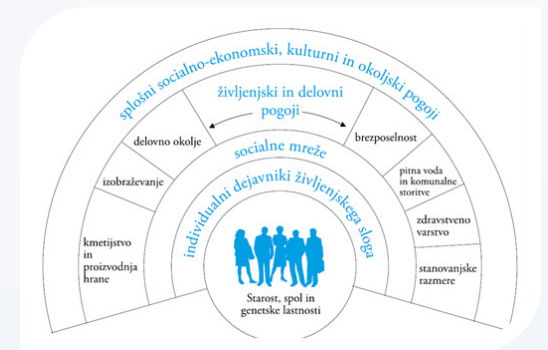 splošni socialno-ekonomski, kulturni in okoljski pogoji
življenjski in delovni
pogoji
delovno okolje
brezposelnost
socialne mreže
izobraževanje
pitna voda
in komunalne
storitve
individualni dejavniki življenjskega sloga
zdravstveno
varstvo
kmetijstvo
in
proizvodnja
hrane
stanovanjske
razmere
Starost, spol in
genetske lastnosti